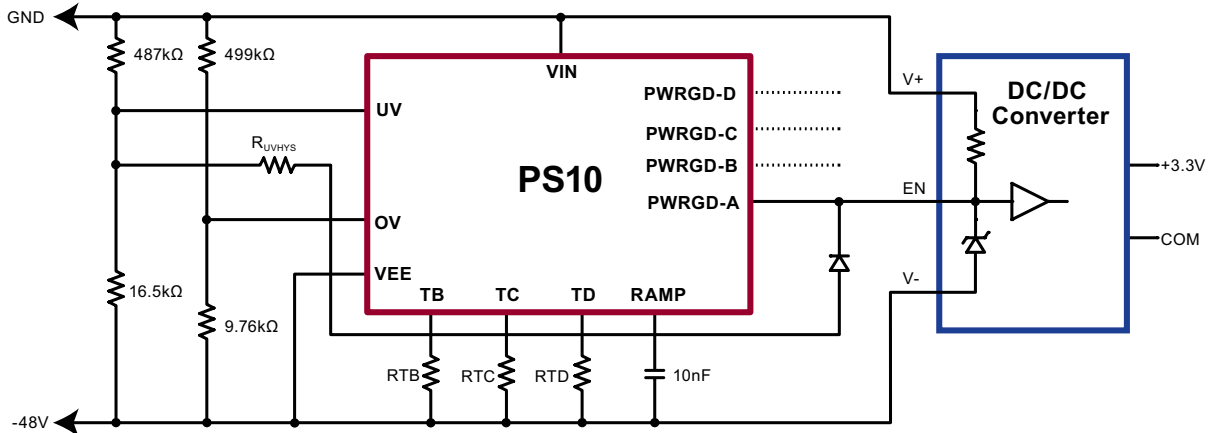 GND
487kΩ
499kΩ
VIN
UV
PWRGD-D
V+
DC/DC
Converter
PWRGD-C
RUVHYS
PS10
PWRGD-B
+3.3V
PWRGD-A
EN
OV
COM
VEE
V-
16.5kΩ
9.76kΩ
TB
TC
TD
RAMP
RTB
RTC
RTD
10nF
-48V